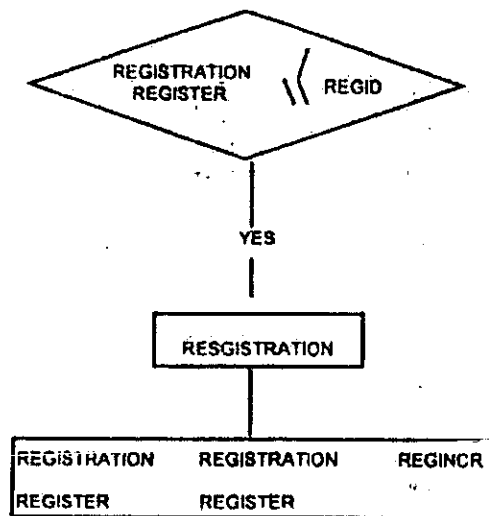 REGISTRATION
REGISTER ⩽ REGID
YES
RESGISTRATION
REGISTRATION REGISTRATION REGINCR
REGISTER REGISTER